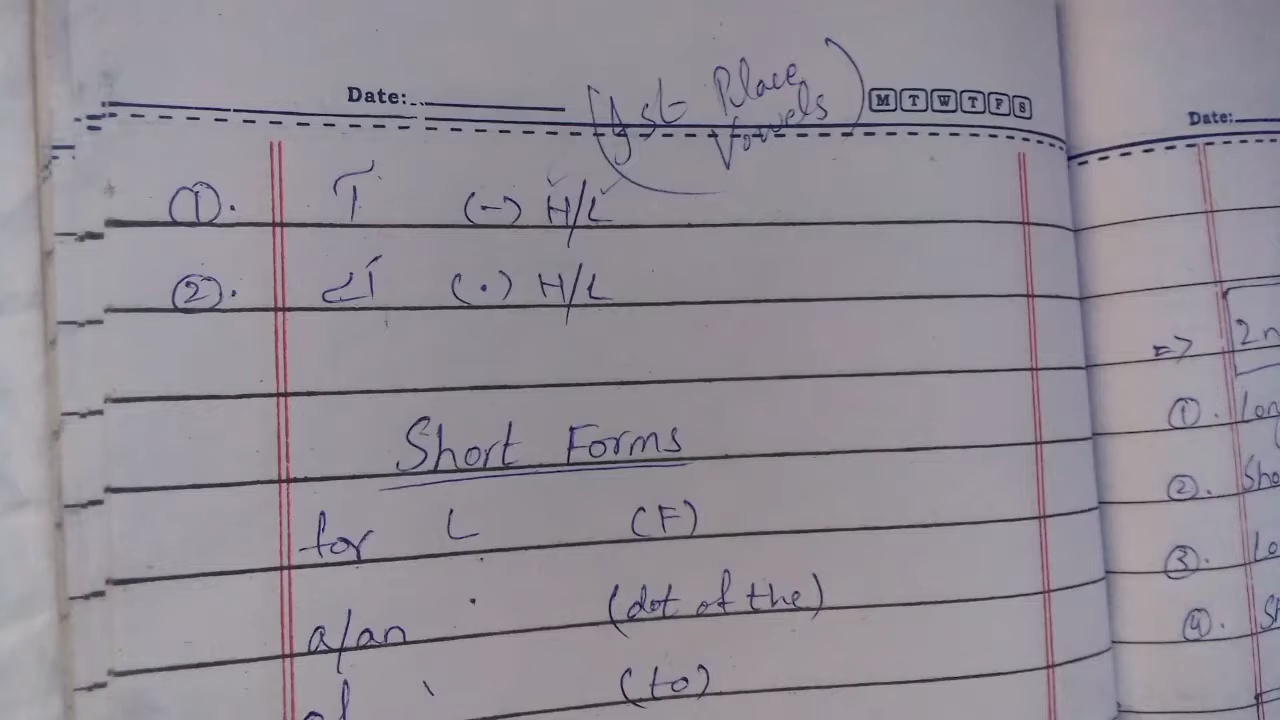 Date:
(1st Place
Vowels)
M T W T F S
①. T (–) H/L
②. (.) H/L
Short Forms
for (F)
a/an . (dot of the)
(to)
Date:
=> 2n
①. Lon
②. Sho
③. Lo
④. Sh